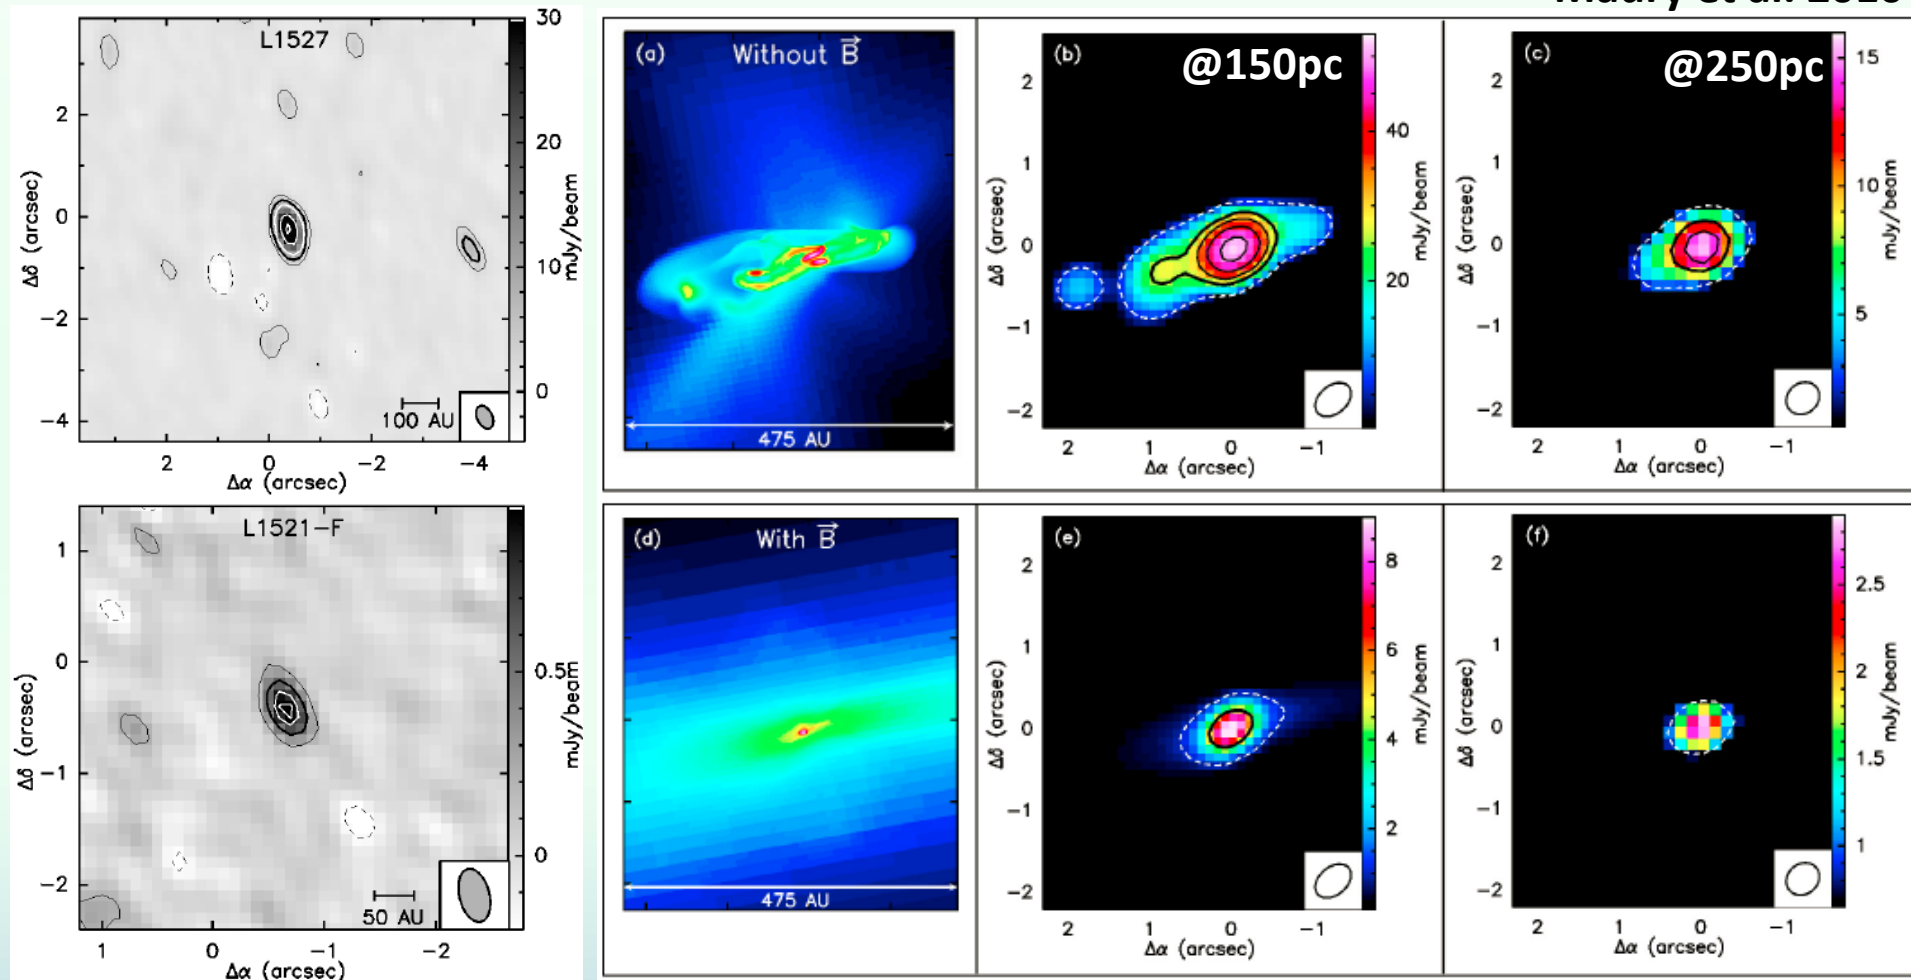 L1527
30
20
10
0
mJy/beam
2
0
−2
−4
Δδ (arcsec)
100 AU
2
0
−2
−4
Δα (arcsec)
L1521−F
0.5
0
mJy/beam
1
0
−1
−2
Δδ (arcsec)
50 AU
1
0
−1
−2
Δα (arcsec)
(a)
Without B
475 AU
(b)
@150pc
2
1
0
−1
−2
Δδ (arcsec)
40
20
mJy/beam
2
1
0
−1
Δα (arcsec)
(c)
@250pc
2
1
0
−1
−2
Δδ (arcsec)
15
10
5
mJy/beam
2
1
0
−1
Δα (arcsec)
(d)
With B
475 AU
(e)
2
1
0
−1
−2
Δδ (arcsec)
8
6
4
2
mJy/beam
2
1
0
−1
Δα (arcsec)
(f)
2
1
0
−1
−2
Δδ (arcsec)
2.5
2
1.5
1
mJy/beam
2
1
0
−1
Δα (arcsec)